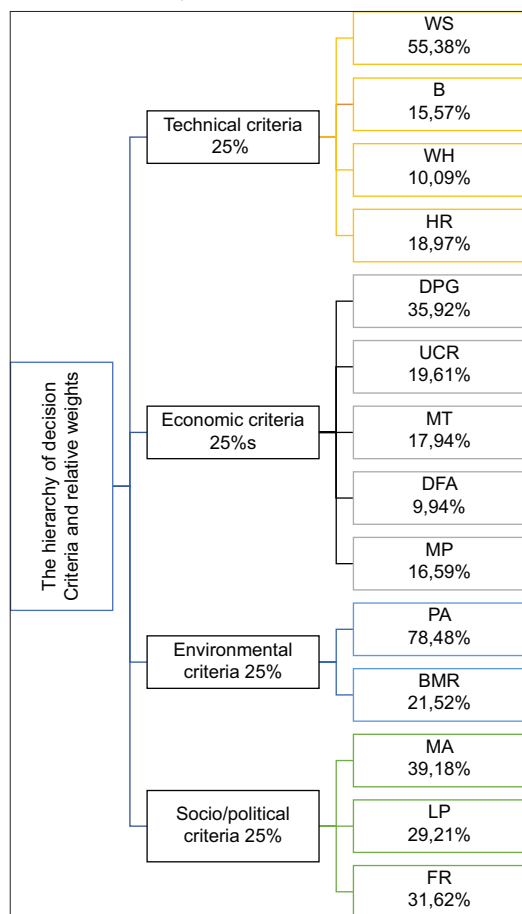 The hierarchy of decision
Criteria and relative weights
Technical criteria
25%
WS
55,38%
B
15,57%
WH
10,09%
HR
18,97%
Economic criteria
25%s
DPG
35,92%
UCR
19,61%
MT
17,94%
DFA
9,94%
MP
16,59%
Environmental
criteria 25%
PA
78,48%
BMR
21,52%
Socio/political
criteria 25%
MA
39,18%
LP
29,21%
FR
31,62%